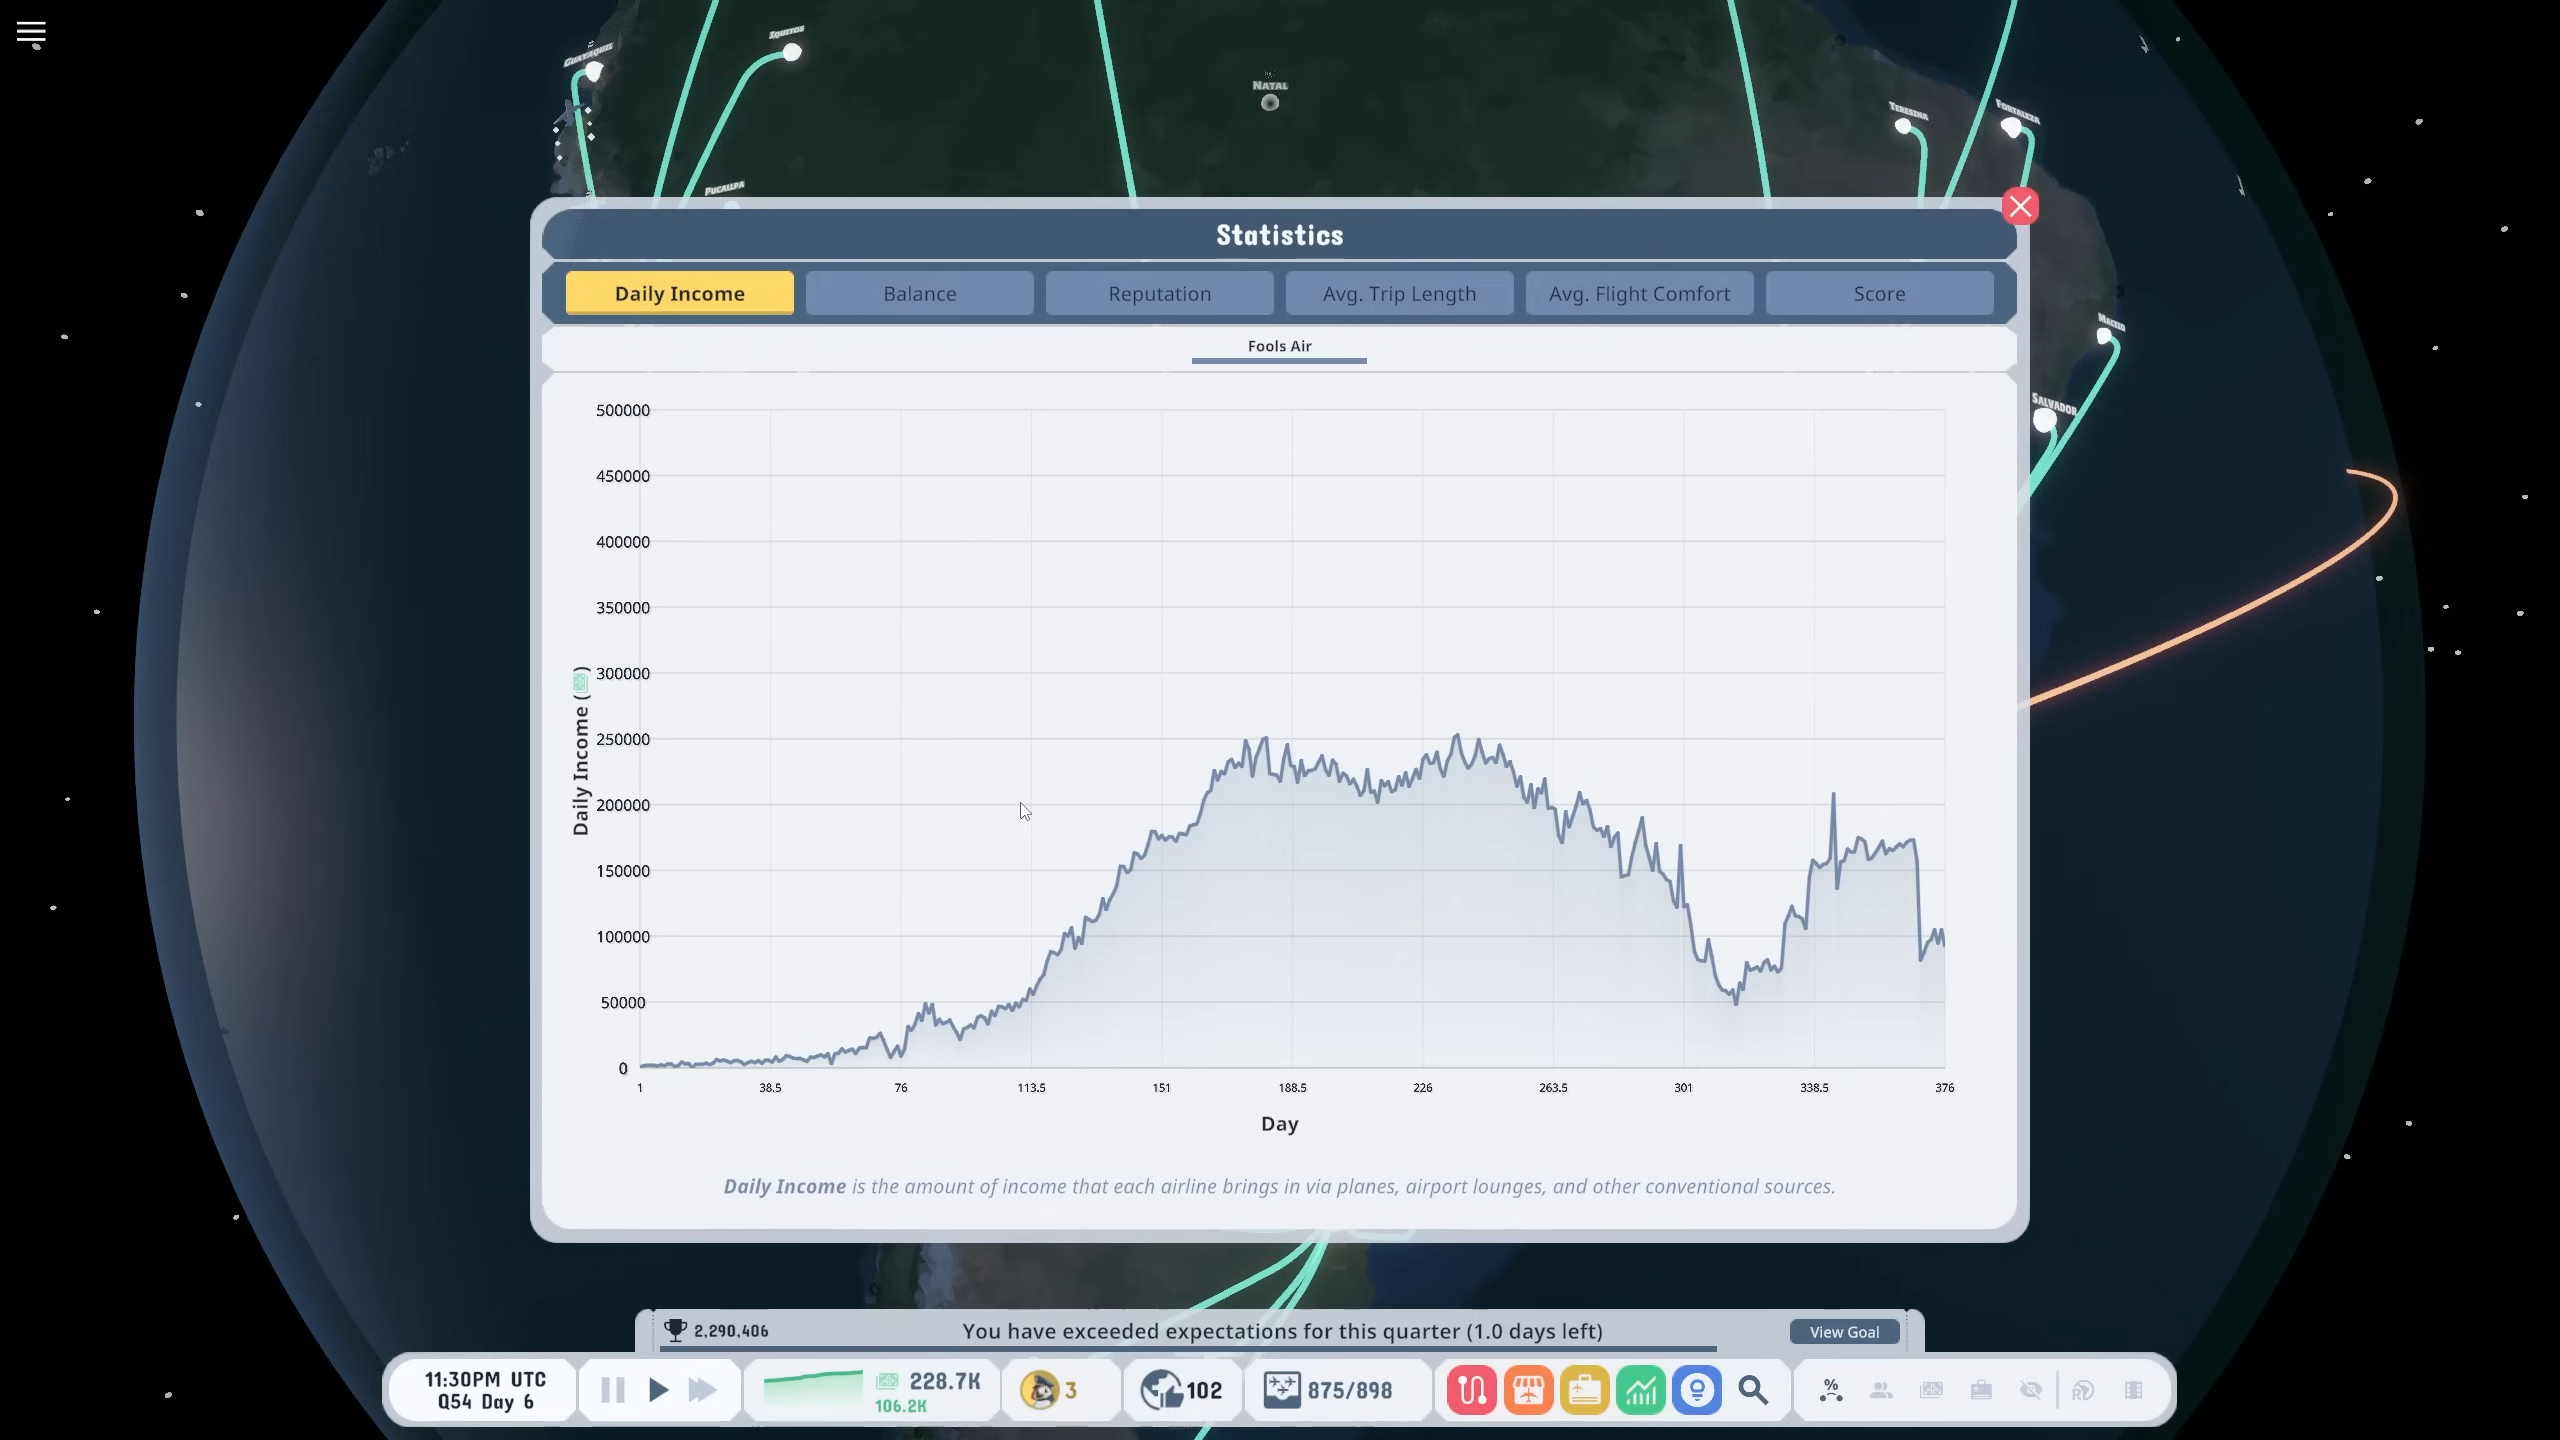 GUAYAQUIL
IQUITOS
NATAL
TERESINA
FORTALEZA
PUCALLPA
MACEIO
SALVADOR
Statistics
Daily Income
Balance
Reputation
Avg. Trip Length
Avg. Flight Comfort
Score
Fools Air
500000
450000
400000
350000
300000
250000
200000
150000
100000
50000
0
Daily Income ( )
1
38.5
76
113.5
151
188.5
226
263.5
301
338.5
376
Day
Daily Income is the amount of income that each airline brings in via planes, airport lounges, and other conventional sources.
2,290,406
You have exceeded expectations for this quarter (1.0 days left)
View Goal
11:30PM UTC
Q54 Day 6
228.7K
106.2K
3
102
875/898
%